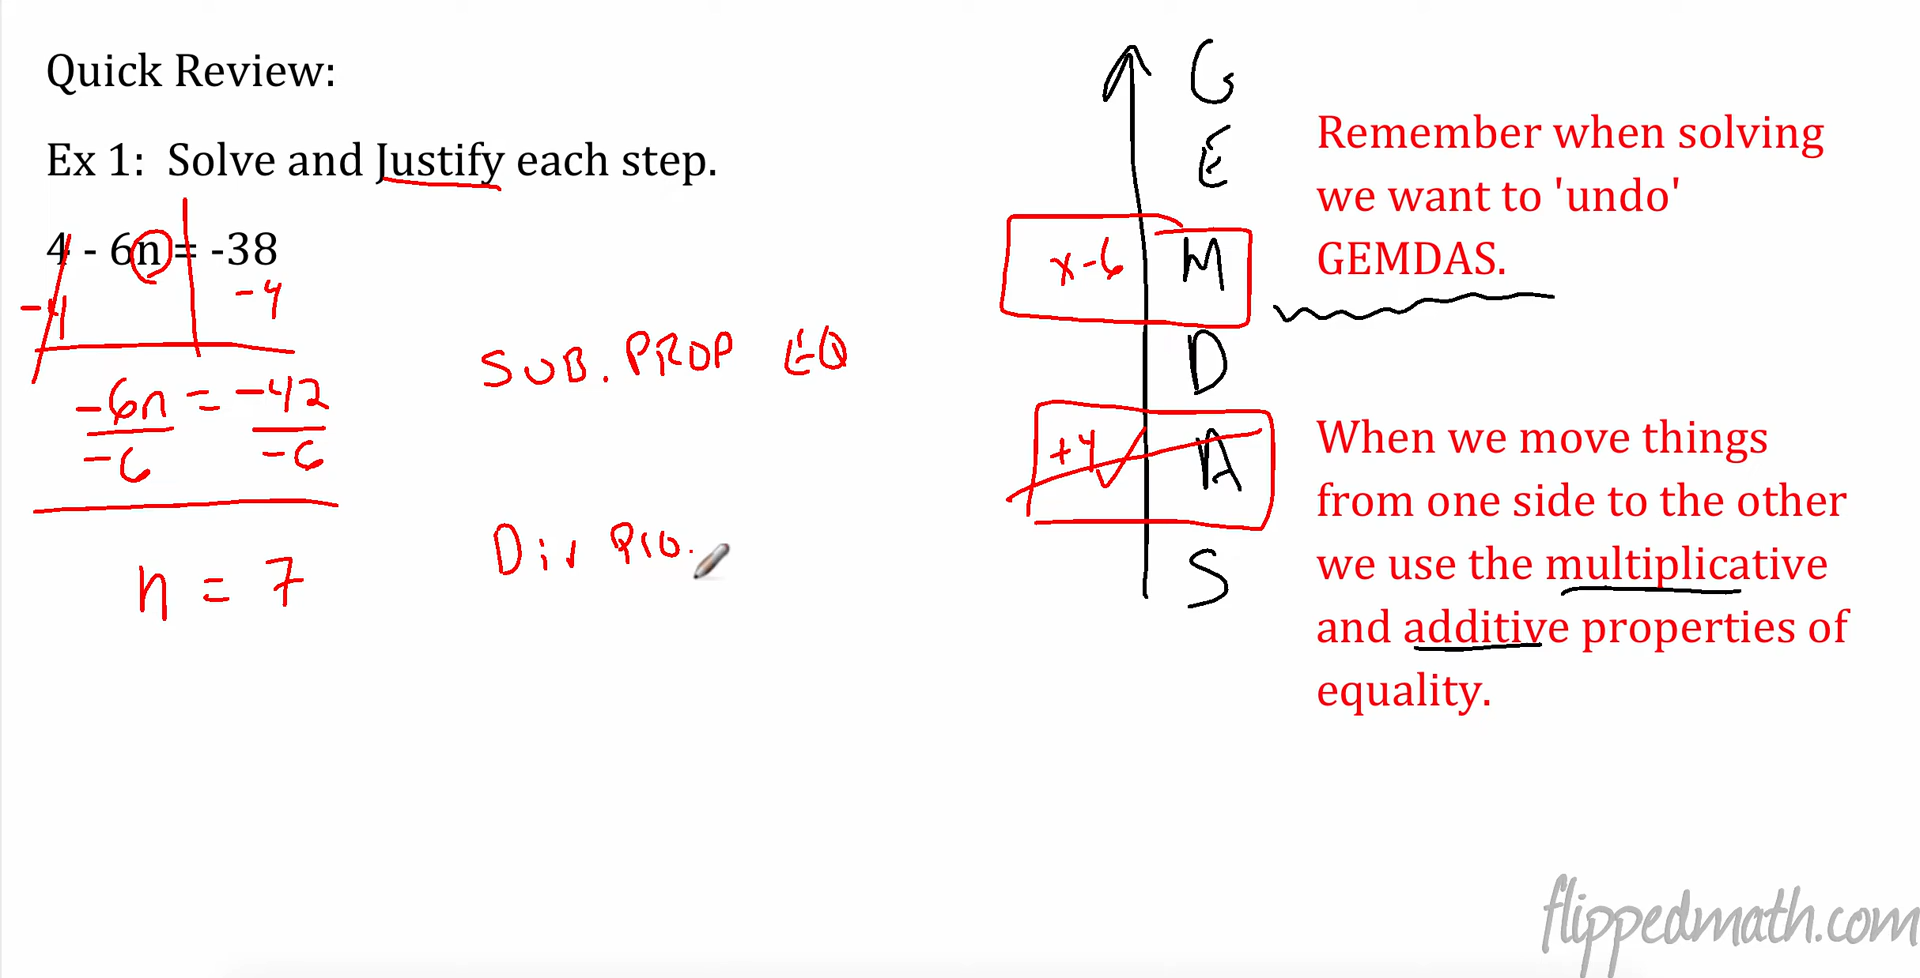 Quick Review:
Ex 1: Solve and Justify each step.
4 - 6n = -38
-4 -4
-6n = -42
-6 -6
n = 7
SUB. PROP EQ
Div Pro.
G
E
x-6 M
D
+4 A
S
Remember when solving
we want to 'undo'
GEMDAS.
When we move things
from one side to the other
we use the multiplicative
and additive properties of
equality.
flippedmath.com